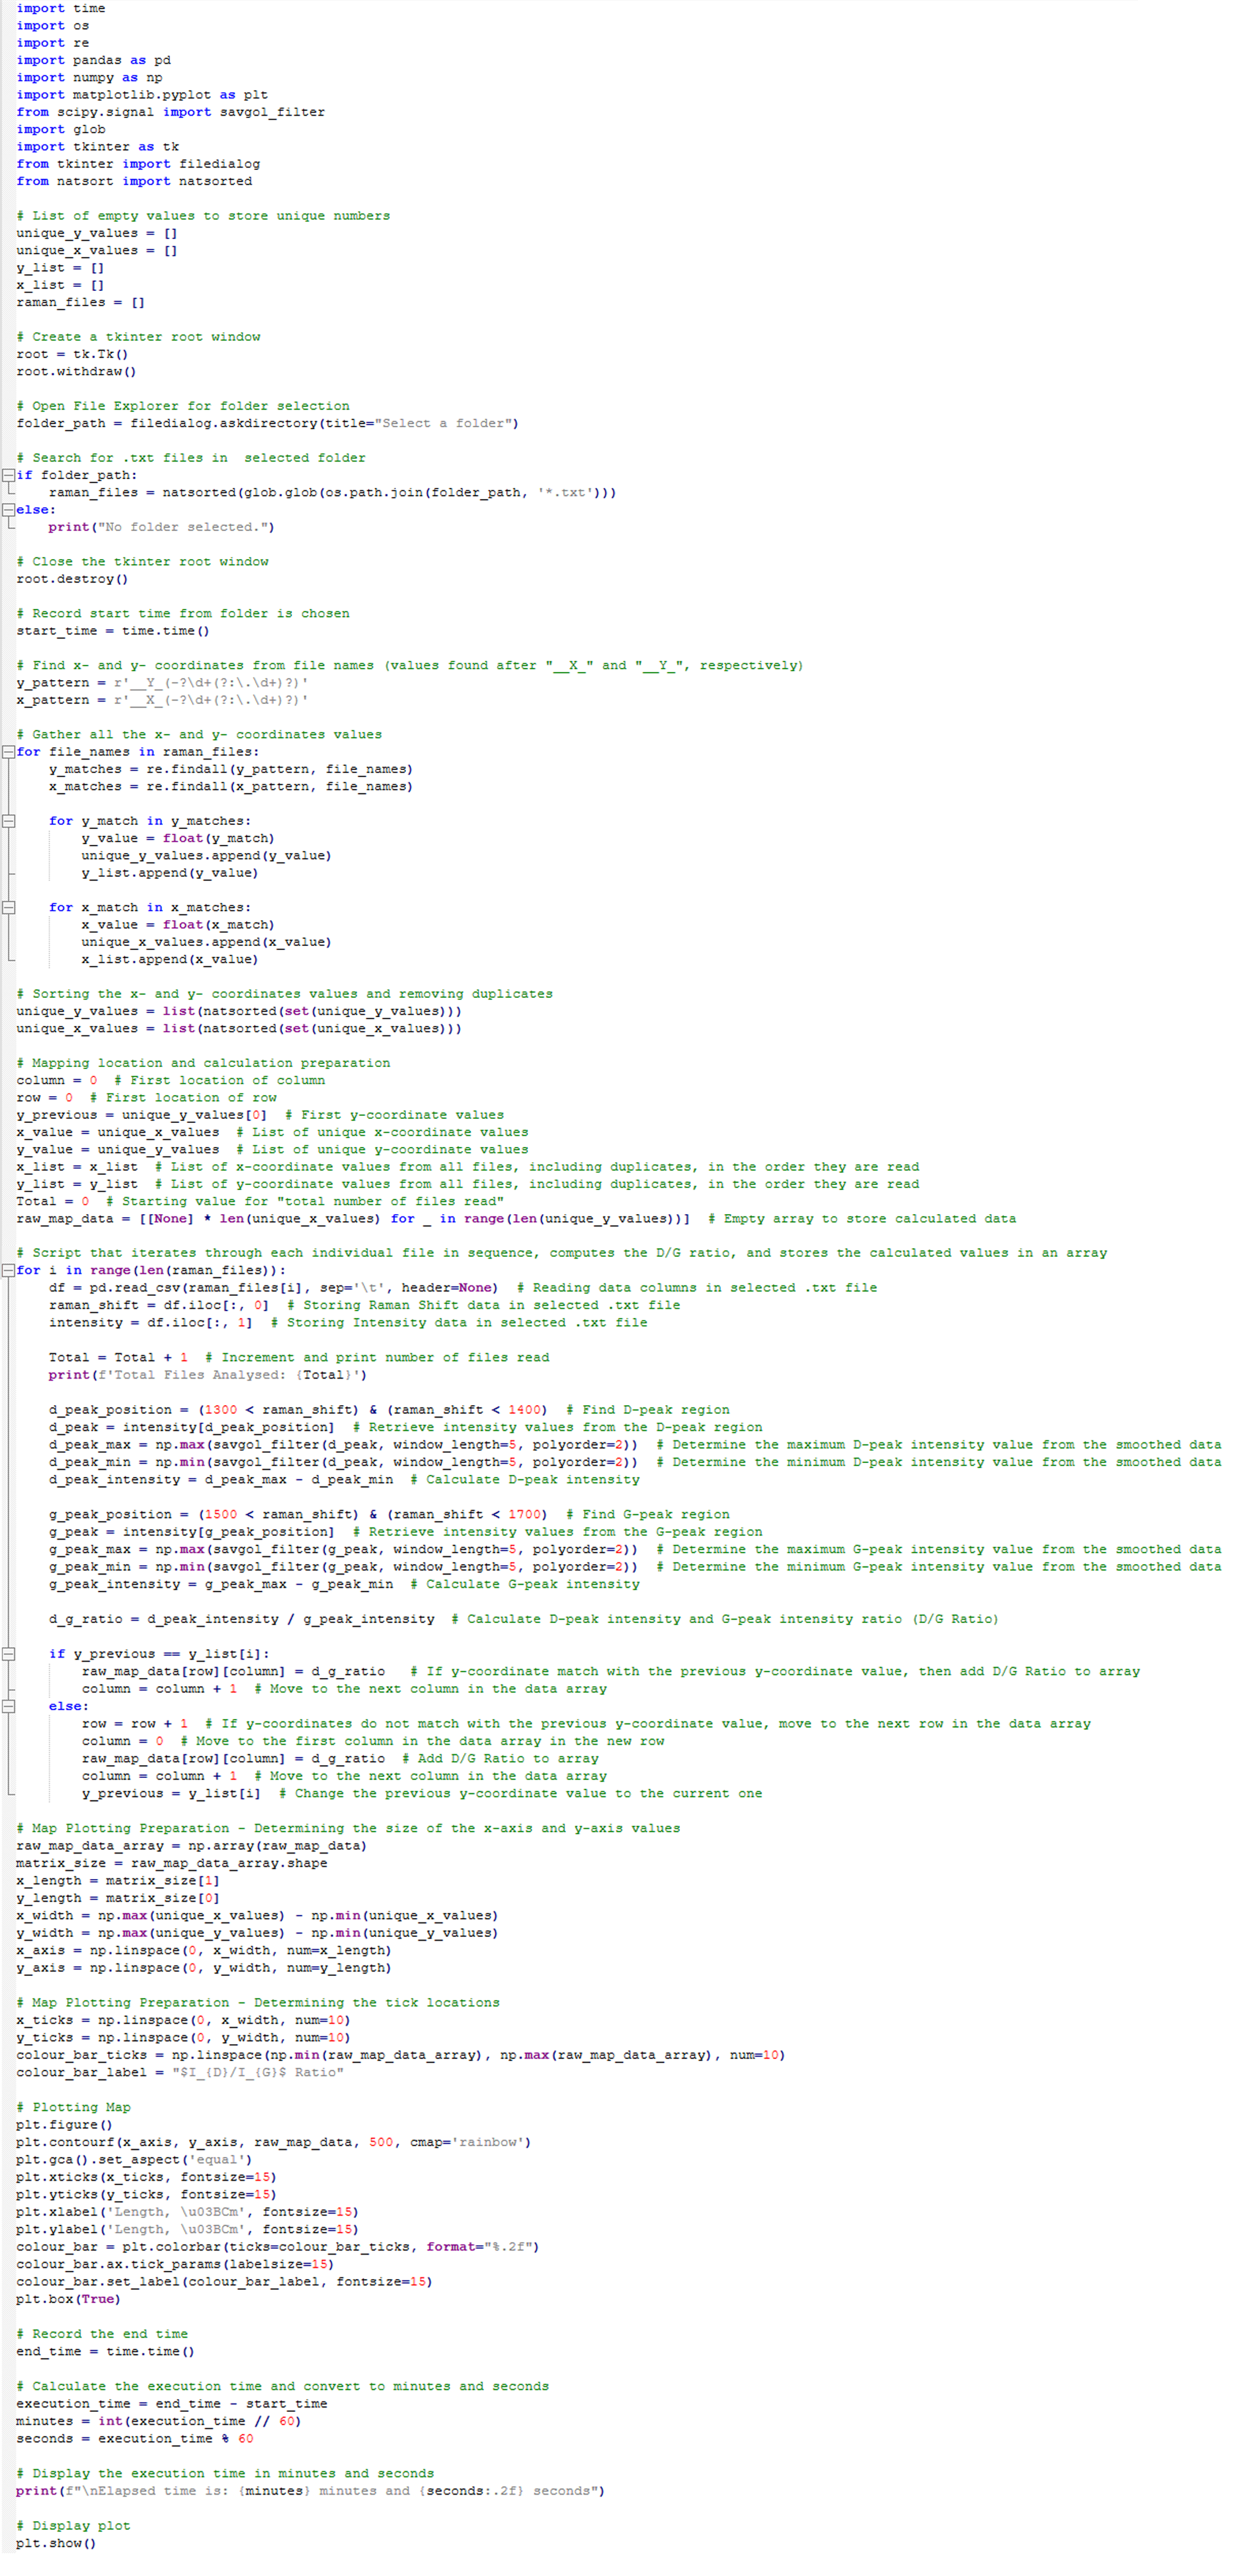 import time
import os
import re
import pandas as pd
import numpy as np
import matplotlib.pyplot as plt
from scipy.signal import savgol_filter
import glob
import tkinter as tk
from tkinter import filedialog
from natsort import natsorted

# List of empty values to store unique numbers
unique_y_values = []
unique_x_values = []
y_list = []
x_list = []
raman_files = []

# Create a tkinter root window
root = tk.Tk()
root.withdraw()

# Open File Explorer for folder selection
folder_path = filedialog.askdirectory(title="Select a folder")

# Search for .txt files in  selected folder
if folder_path:
    raman_files = natsorted(glob.glob(os.path.join(folder_path, '*.txt')))
else:
    print("No folder selected.")

# Close the tkinter root window
root.destroy()

# Record start time from folder is chosen
start_time = time.time()

# Find x- and y- coordinates from file names (values found after "__X_" and "__Y_", respectively)
y_pattern = r'__Y_(-?\d+(?:\.\d+)?)'
x_pattern = r'__X_(-?\d+(?:\.\d+)?)'

# Gather all the x- and y- coordinates values
for file_names in raman_files:
    y_matches = re.findall(y_pattern, file_names)
    x_matches = re.findall(x_pattern, file_names)

    for y_match in y_matches:
        y_value = float(y_match)
        unique_y_values.append(y_value)
        y_list.append(y_value)

    for x_match in x_matches:
        x_value = float(x_match)
        unique_x_values.append(x_value)
        x_list.append(x_value)

# Sorting the x- and y- coordinates values and removing duplicates
unique_y_values = list(natsorted(set(unique_y_values)))
unique_x_values = list(natsorted(set(unique_x_values)))

# Mapping location and calculation preparation
column = 0  # First location of column
row = 0  # First location of row
y_previous = unique_y_values[0]  # First y-coordinate values
x_value = unique_x_values  # List of unique x-coordinate values
y_value = unique_y_values  # List of unique y-coordinate values
x_list = x_list  # List of x-coordinate values from all files, including duplicates, in the order they are read
y_list = y_list  # List of y-coordinate values from all files, including duplicates, in the order they are read
Total = 0  # Starting value for "total number of files read"
raw_map_data = [[None] * len(unique_x_values) for _ in range(len(unique_y_values))]  # Empty array to store calculated data

# Script that iterates through each individual file in sequence, computes the D/G ratio, and stores the calculated values in an array
for i in range(len(raman_files)):
    df = pd.read_csv(raman_files[i], sep='\t', header=None)  # Reading data columns in selected .txt file
    raman_shift = df.iloc[:, 0]  # Storing Raman Shift data in selected .txt file
    intensity = df.iloc[:, 1]  # Storing Intensity data in selected .txt file

    Total = Total + 1  # Increment and print number of files read
    print(f'Total Files Analysed: {Total}')

    d_peak_position = (1300 < raman_shift) & (raman_shift < 1400)  # Find D-peak region
    d_peak = intensity[d_peak_position]  # Retrieve intensity values from the D-peak region
    d_peak_max = np.max(savgol_filter(d_peak, window_length=5, polyorder=2))  # Determine the maximum D-peak intensity value from the smoothed data
    d_peak_min = np.min(savgol_filter(d_peak, window_length=5, polyorder=2))  # Determine the minimum D-peak intensity value from the smoothed data
    d_peak_intensity = d_peak_max - d_peak_min  # Calculate D-peak intensity

    g_peak_position = (1500 < raman_shift) & (raman_shift < 1700)  # Find G-peak region
    g_peak = intensity[g_peak_position]  # Retrieve intensity values from the G-peak region
    g_peak_max = np.max(savgol_filter(g_peak, window_length=5, polyorder=2))  # Determine the maximum G-peak intensity value from the smoothed data
    g_peak_min = np.min(savgol_filter(g_peak, window_length=5, polyorder=2))  # Determine the minimum G-peak intensity value from the smoothed data
    g_peak_intensity = g_peak_max - g_peak_min  # Calculate G-peak intensity

    d_g_ratio = d_peak_intensity / g_peak_intensity  # Calculate D-peak intensity and G-peak intensity ratio (D/G Ratio)

    if y_previous == y_list[i]:
        raw_map_data[row][column] = d_g_ratio   # If y-coordinate match with the previous y-coordinate value, then add D/G Ratio to array
        column = column + 1  # Move to the next column in the data array
    else:
        row = row + 1  # If y-coordinates do not match with the previous y-coordinate value, move to the next row in the data array
        column = 0  # Move to the first column in the data array in the new row
        raw_map_data[row][column] = d_g_ratio  # Add D/G Ratio to array
        column = column + 1  # Move to the next column in the data array
        y_previous = y_list[i]  # Change the previous y-coordinate value to the current one

# Map Plotting Preparation - Determining the size of the x-axis and y-axis values
raw_map_data_array = np.array(raw_map_data)
matrix_size = raw_map_data_array.shape
x_length = matrix_size[1]
y_length = matrix_size[0]
x_width = np.max(unique_x_values) - np.min(unique_x_values)
y_width = np.max(unique_y_values) - np.min(unique_y_values)
x_axis = np.linspace(0, x_width, num=x_length)
y_axis = np.linspace(0, y_width, num=y_length)

# Map Plotting Preparation - Determining the tick locations
x_ticks = np.linspace(0, x_width, num=10)
y_ticks = np.linspace(0, y_width, num=10)
colour_bar_ticks = np.linspace(np.min(raw_map_data_array), np.max(raw_map_data_array), num=10)
colour_bar_label = "$I_{D}/I_{G}$ Ratio"

# Plotting Map
plt.figure()
plt.contourf(x_axis, y_axis, raw_map_data, 500, cmap='rainbow')
plt.gca().set_aspect('equal')
plt.xticks(x_ticks, fontsize=15)
plt.yticks(y_ticks, fontsize=15)
plt.xlabel('Length, \u03BCm', fontsize=15)
plt.ylabel('Length, \u03BCm', fontsize=15)
colour_bar = plt.colorbar(ticks=colour_bar_ticks, format="%.2f")
colour_bar.ax.tick_params(labelsize=15)
colour_bar.set_label(colour_bar_label, fontsize=15)
plt.box(True)

# Record the end time
end_time = time.time()

# Calculate the execution time and convert to minutes and seconds
execution_time = end_time - start_time
minutes = int(execution_time // 60)
seconds = execution_time % 60

# Display the execution time in minutes and seconds
print(f"\nElapsed time is: {minutes} minutes and {seconds:.2f} seconds")

# Display plot
plt.show()